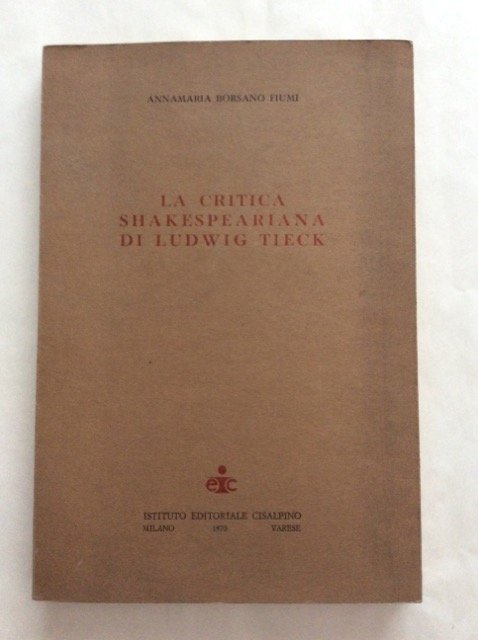 ANNAMARIA BORSANO FIUMI
LA CRITICA
SHAKESPEARIANA
DI LUDWIG TIECK
eic
ISTITUTO EDITORIALE CISALPINO
MILANO 1970 VARESE